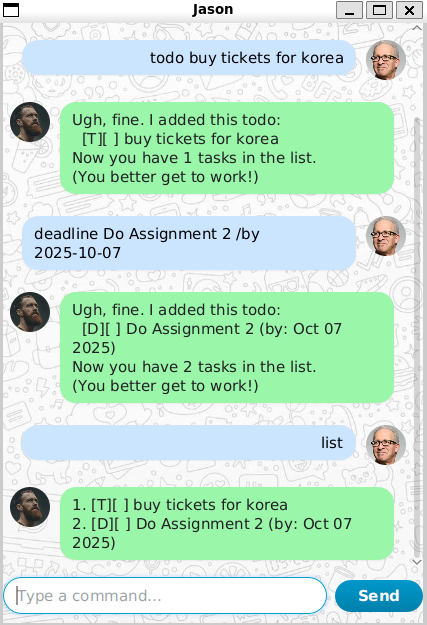 Jason
todo buy tickets for korea
Ugh, fine. I added this todo:
[T][ ] buy tickets for korea
Now you have 1 tasks in the list.
(You better get to work!)
deadline Do Assignment 2 /by
2025-10-07
Ugh, fine. I added this todo:
[D][ ] Do Assignment 2 (by: Oct 07
2025)
Now you have 2 tasks in the list.
(You better get to work!)
list
1. [T][ ] buy tickets for korea
2. [D][ ] Do Assignment 2 (by: Oct 07
2025)
Type a command...
Send